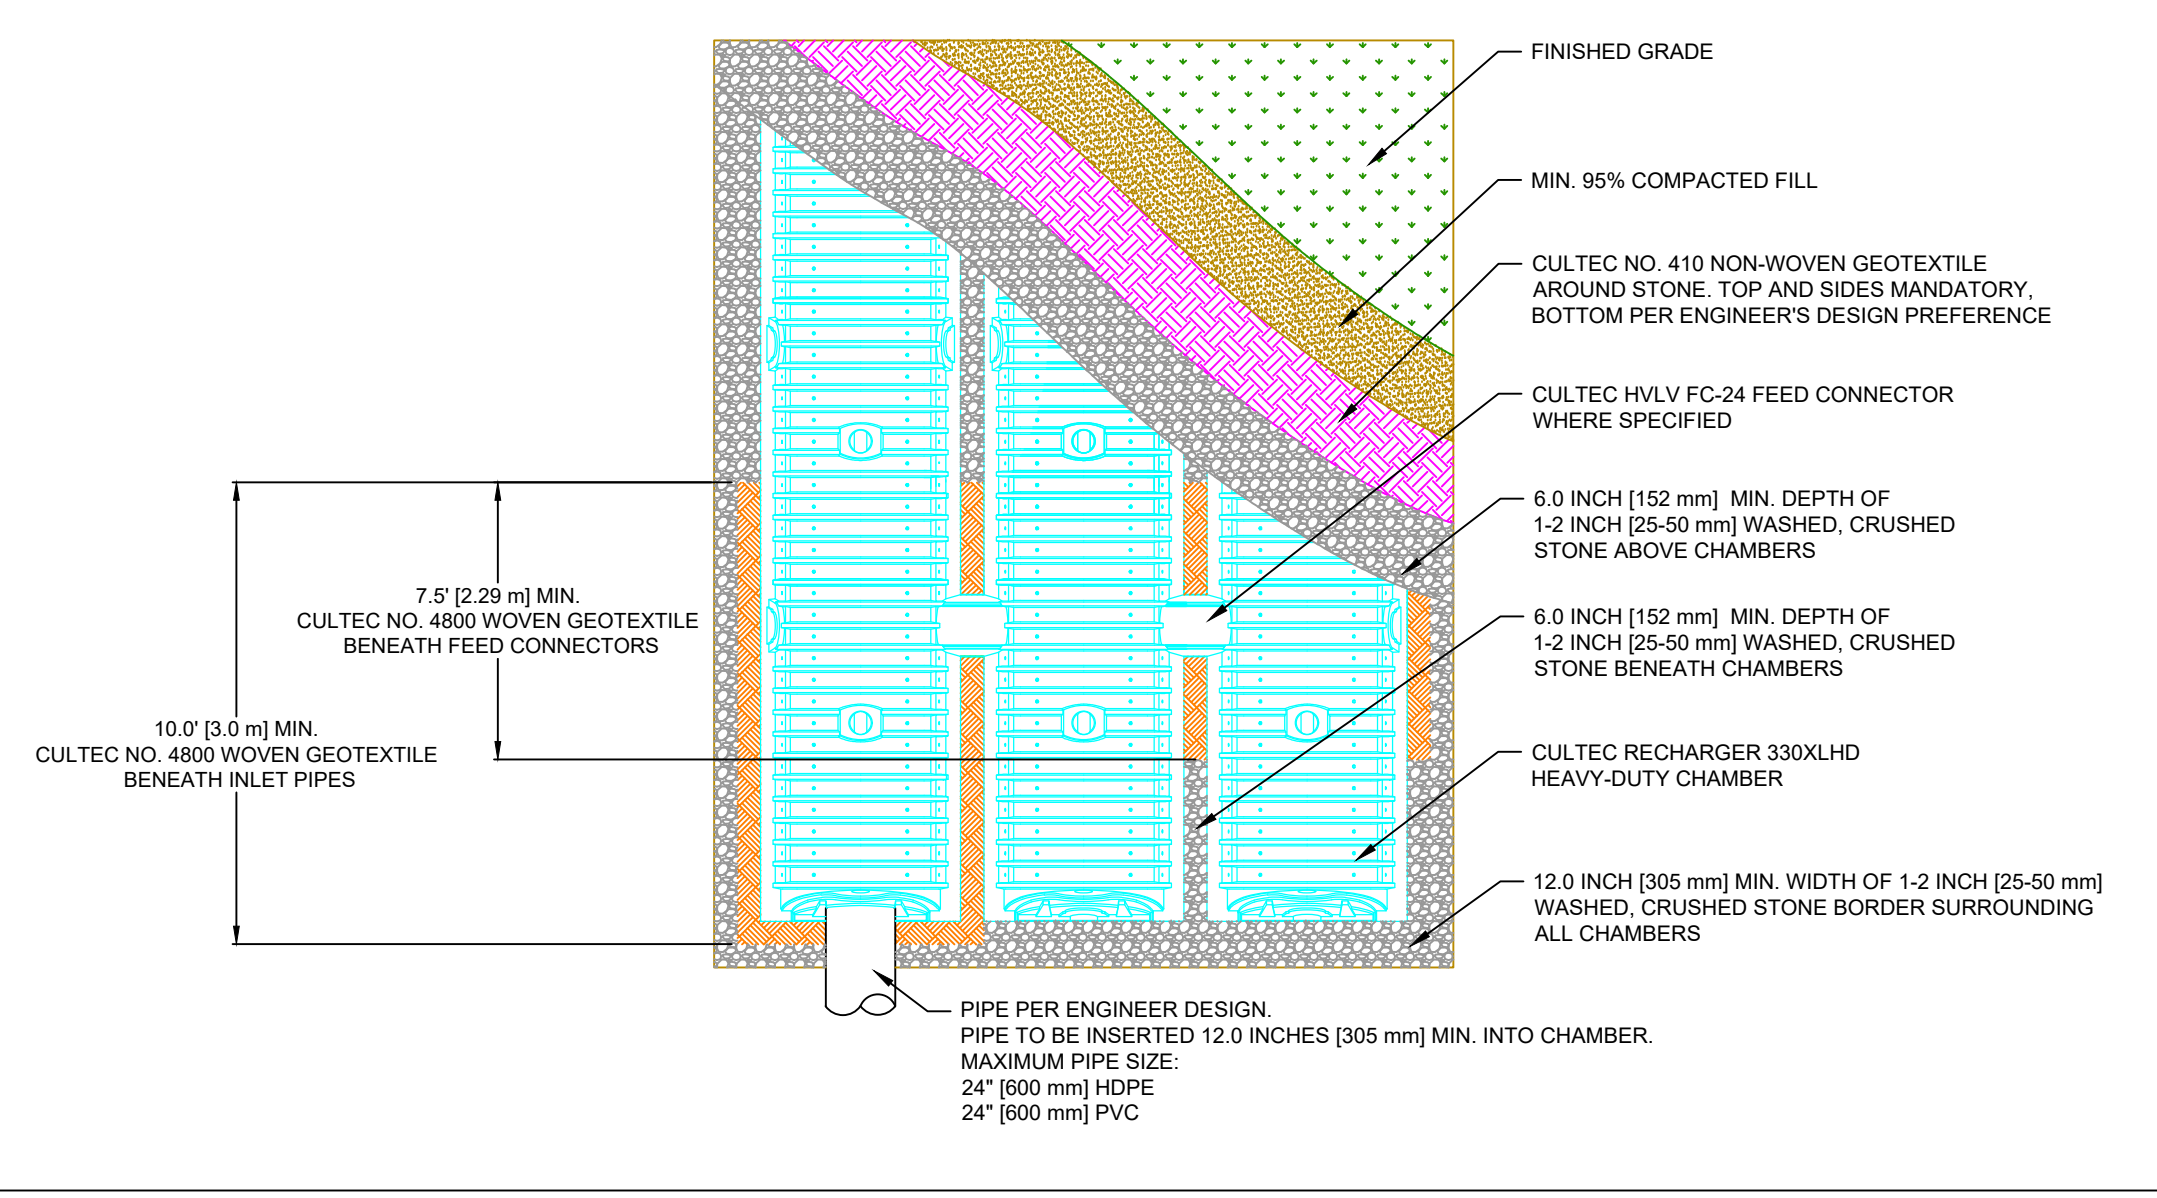 FINISHED GRADE
MIN. 95% COMPACTED FILL
CULTEC NO. 410 NON-WOVEN GEOTEXTILE
AROUND STONE. TOP AND SIDES MANDATORY,
BOTTOM PER ENGINEER'S DESIGN PREFERENCE
CULTEC HVLV FC-24 FEED CONNECTOR
WHERE SPECIFIED
6.0 INCH [152 mm] MIN. DEPTH OF
1-2 INCH [25-50 mm] WASHED, CRUSHED
STONE ABOVE CHAMBERS
6.0 INCH [152 mm] MIN. DEPTH OF
1-2 INCH [25-50 mm] WASHED, CRUSHED
STONE BENEATH CHAMBERS
CULTEC RECHARGER 330XLHD
HEAVY-DUTY CHAMBER
12.0 INCH [305 mm] MIN. WIDTH OF 1-2 INCH [25-50 mm]
WASHED, CRUSHED STONE BORDER SURROUNDING
ALL CHAMBERS
7.5' [2.29 m] MIN.
CULTEC NO. 4800 WOVEN GEOTEXTILE
BENEATH FEED CONNECTORS
10.0' [3.0 m] MIN.
CULTEC NO. 4800 WOVEN GEOTEXTILE
BENEATH INLET PIPES
PIPE PER ENGINEER DESIGN.
PIPE TO BE INSERTED 12.0 INCHES [305 mm] MIN. INTO CHAMBER.
MAXIMUM PIPE SIZE:
24" [600 mm] HDPE
24" [600 mm] PVC